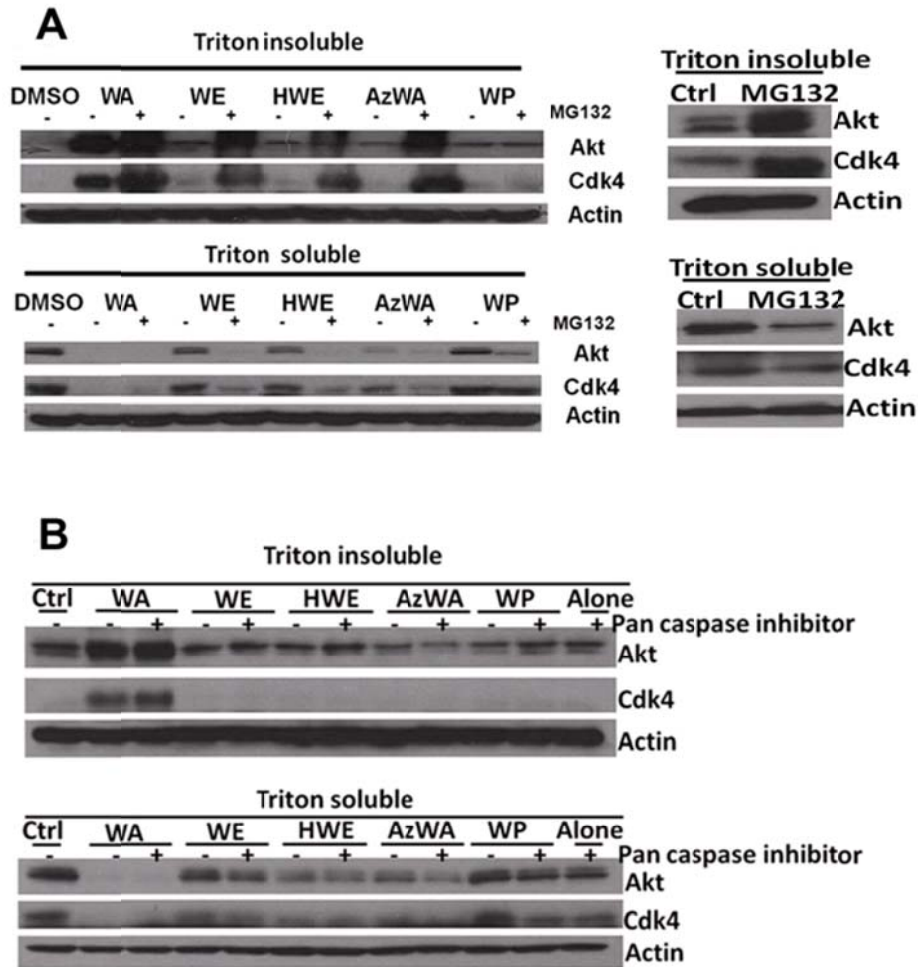 A
Triton insoluble
DMSO WA WE HWE AzWA WP
- - + - + - + - + - + MG132
Akt
Cdk4
Actin
Triton soluble
DMSO WA WE HWE AzWA WP
- - + - + - + - + - + MG132
Akt
Cdk4
Actin
Triton insoluble
Ctrl MG132
Akt
Cdk4
Actin
Triton soluble
Ctrl MG132
Akt
Cdk4
Actin
B
Triton insoluble
Ctrl WA WE HWE AzWA WP Alone
- - + - + - + - + - + + Pan caspase inhibitor
Akt
Cdk4
Actin
Triton soluble
Ctrl WA WE HWE AzWA WP Alone
- - + - + - + - + - + + Pan caspase inhibitor
Akt
Cdk4
Actin